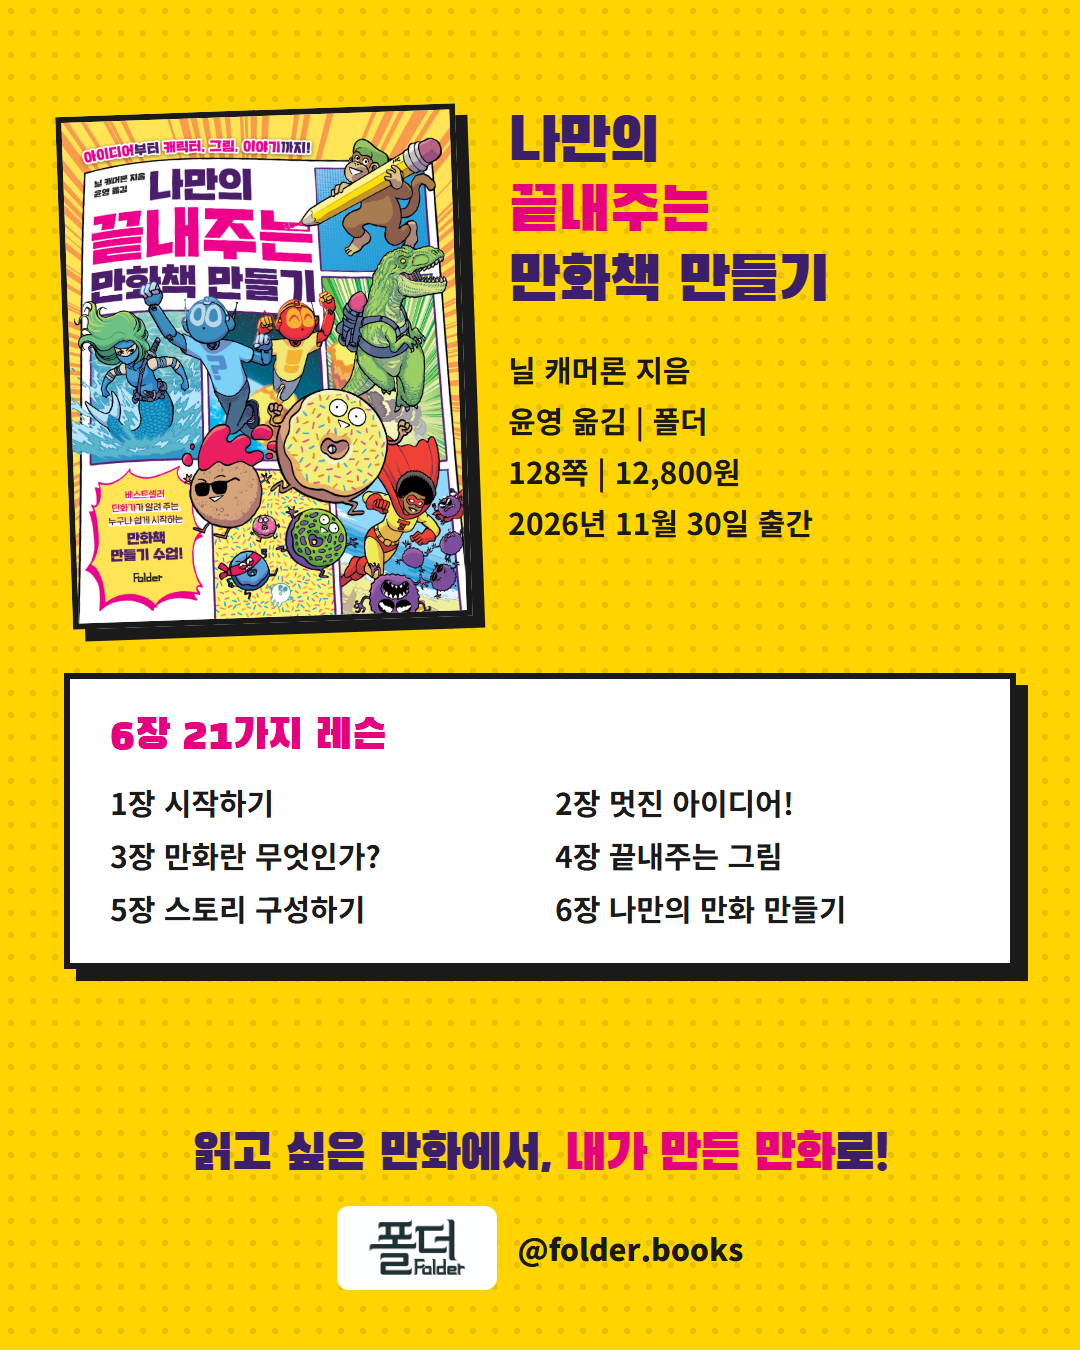 아이디어부터 캐릭터, 그림, 이야기까지!
닐 캐머론 지음
윤영 옮김
나만의
끝내주는
만화책 만들기
베스트셀러
만화가가 알려 주는
누구나 쉽게 시작하는
만화책
만들기 수업!
Folder
나만의
끝내주는
만화책 만들기
닐 캐머론 지음
윤영 옮김 | 폴더
128쪽 | 12,800원
2026년 11월 30일 출간
6장 21가지 레슨
1장 시작하기
2장 멋진 아이디어!
3장 만화란 무엇인가?
4장 끝내주는 그림
5장 스토리 구성하기
6장 나만의 만화 만들기
읽고 싶은 만화에서, 내가 만든 만화로!
폴더
Folder
@folder.books